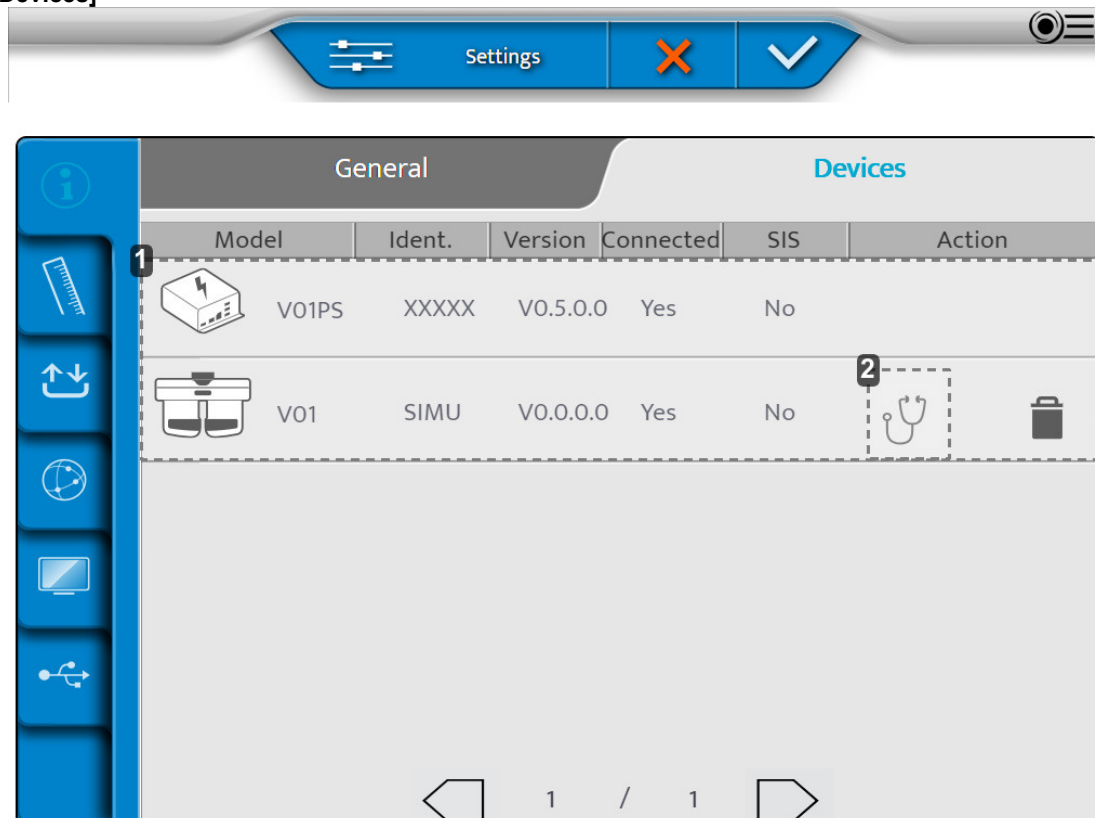 Devices]
Settings
General Devices
Model Ident. Version Connected SIS Action
1
V01PS XXXXX V0.5.0.0 Yes No
2
V01 SIMU V0.0.0.0 Yes No
1 / 1